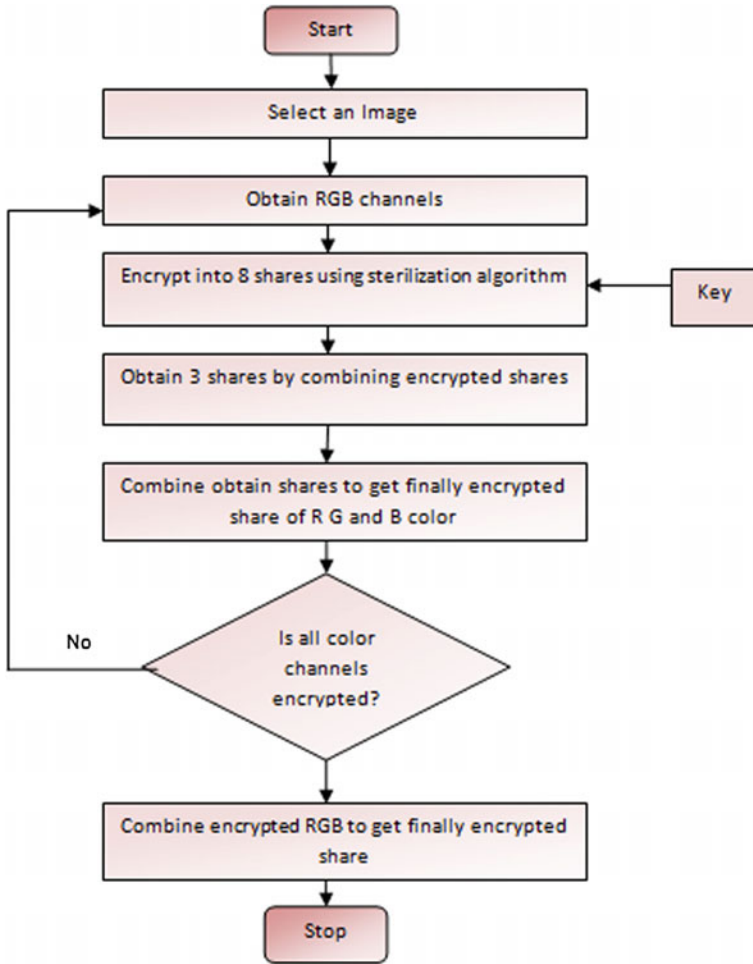 Start
Select an Image
Obtain RGB channels
Encrypt into 8 shares using sterilization algorithm
Key
Obtain 3 shares by combining encrypted shares
Combine obtain shares to get finally encrypted
share of R G and B color
No
Is all color
channels
encrypted?
Combine encrypted RGB to get finally encrypted
share
Stop